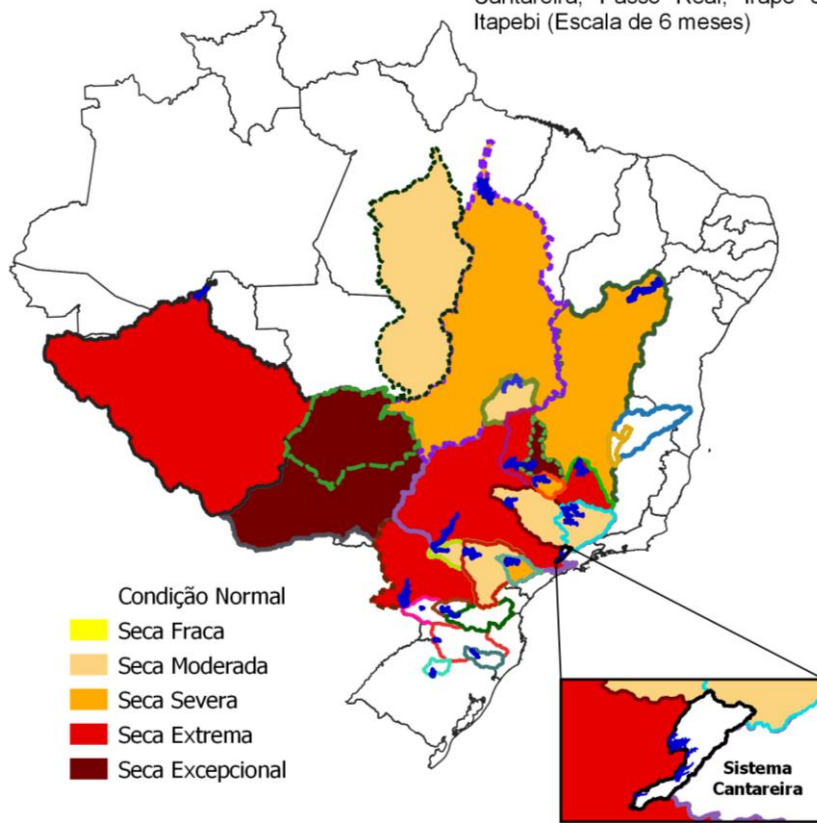 Itapebi (Escala de 6 meses)
Condição Normal
Seca Fraca
Seca Moderada
Seca Severa
Seca Extrema
Seca Excepcional
Sistema
Cantareira